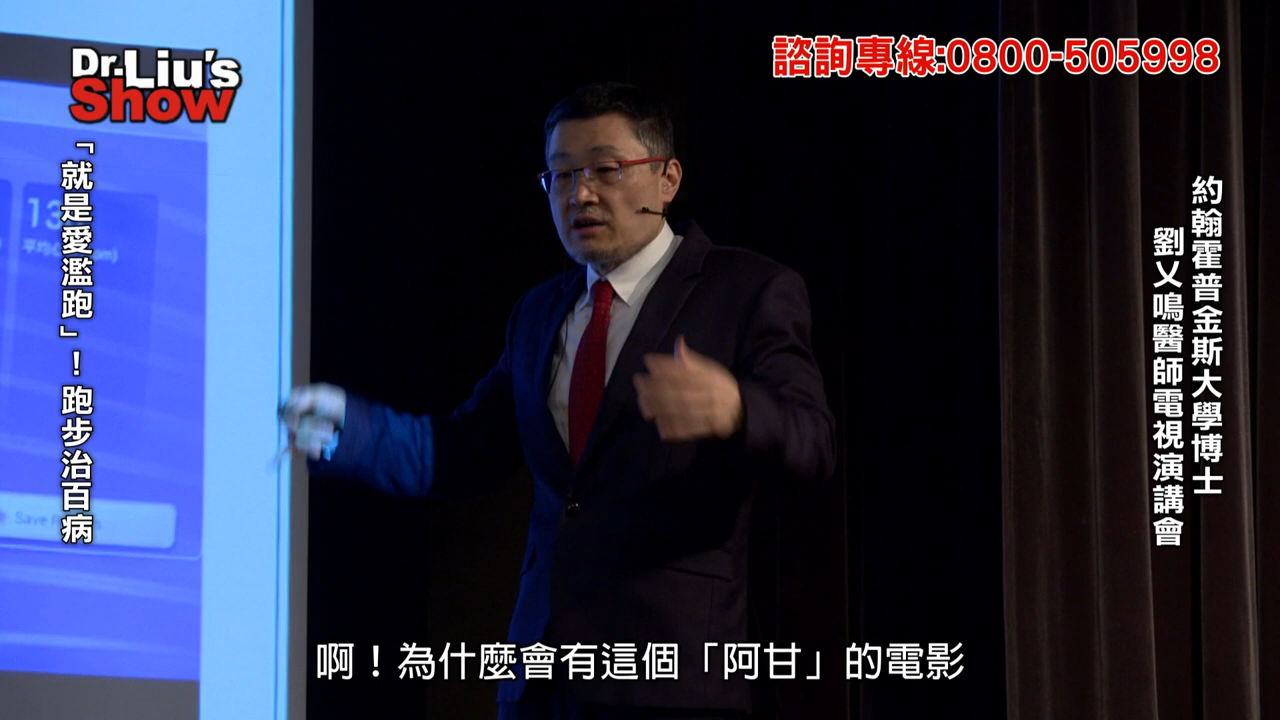 Dr.Liu's
Show
諮詢專線:0800-505998
「就是愛濫跑」！跑步治百病
約翰霍普金斯大學博士
劉乂鳴醫師電視演講會
Save
啊！為什麼會有這個「阿甘」的電影